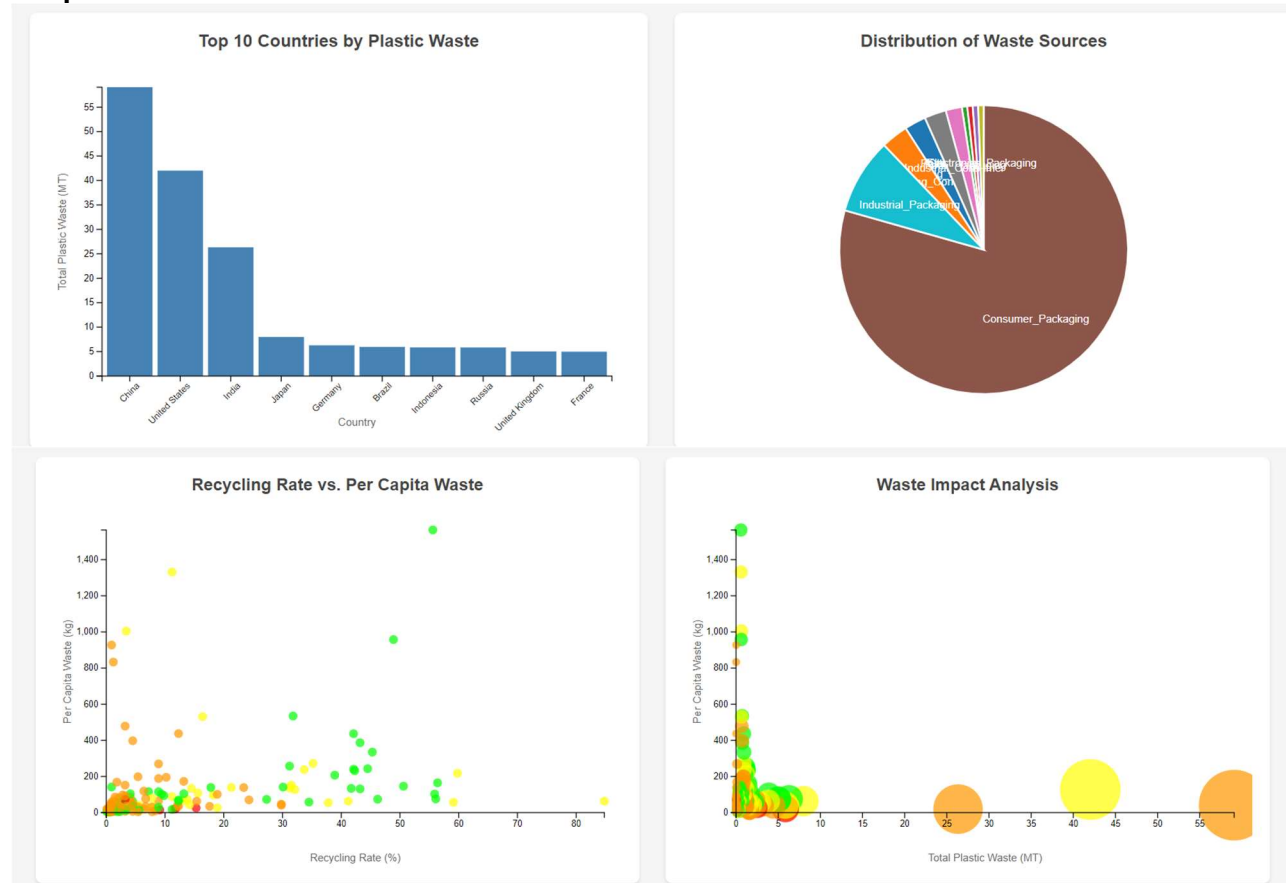 Top 10 Countries by Plastic Waste
55
50
45
40
35
30
25
20
15
10
5
0
Total Plastic Waste (MT)
China
United States
India
Japan
Germany
Brazil
Indonesia
Russia
United Kingdom
France
Country
Distribution of Waste Sources
Industrial_Packaging
Consumer_Packaging
Recycling Rate vs. Per Capita Waste
1,400
1,200
1,000
800
600
400
200
0
Per Capita Waste (kg)
0 10 20 30 40 50 60 70 80
Recycling Rate (%)
Waste Impact Analysis
1,400
1,200
1,000
800
600
400
200
0
Per Capita Waste (kg)
0 5 10 15 20 25 30 35 40 45 50 55
Total Plastic Waste (MT)